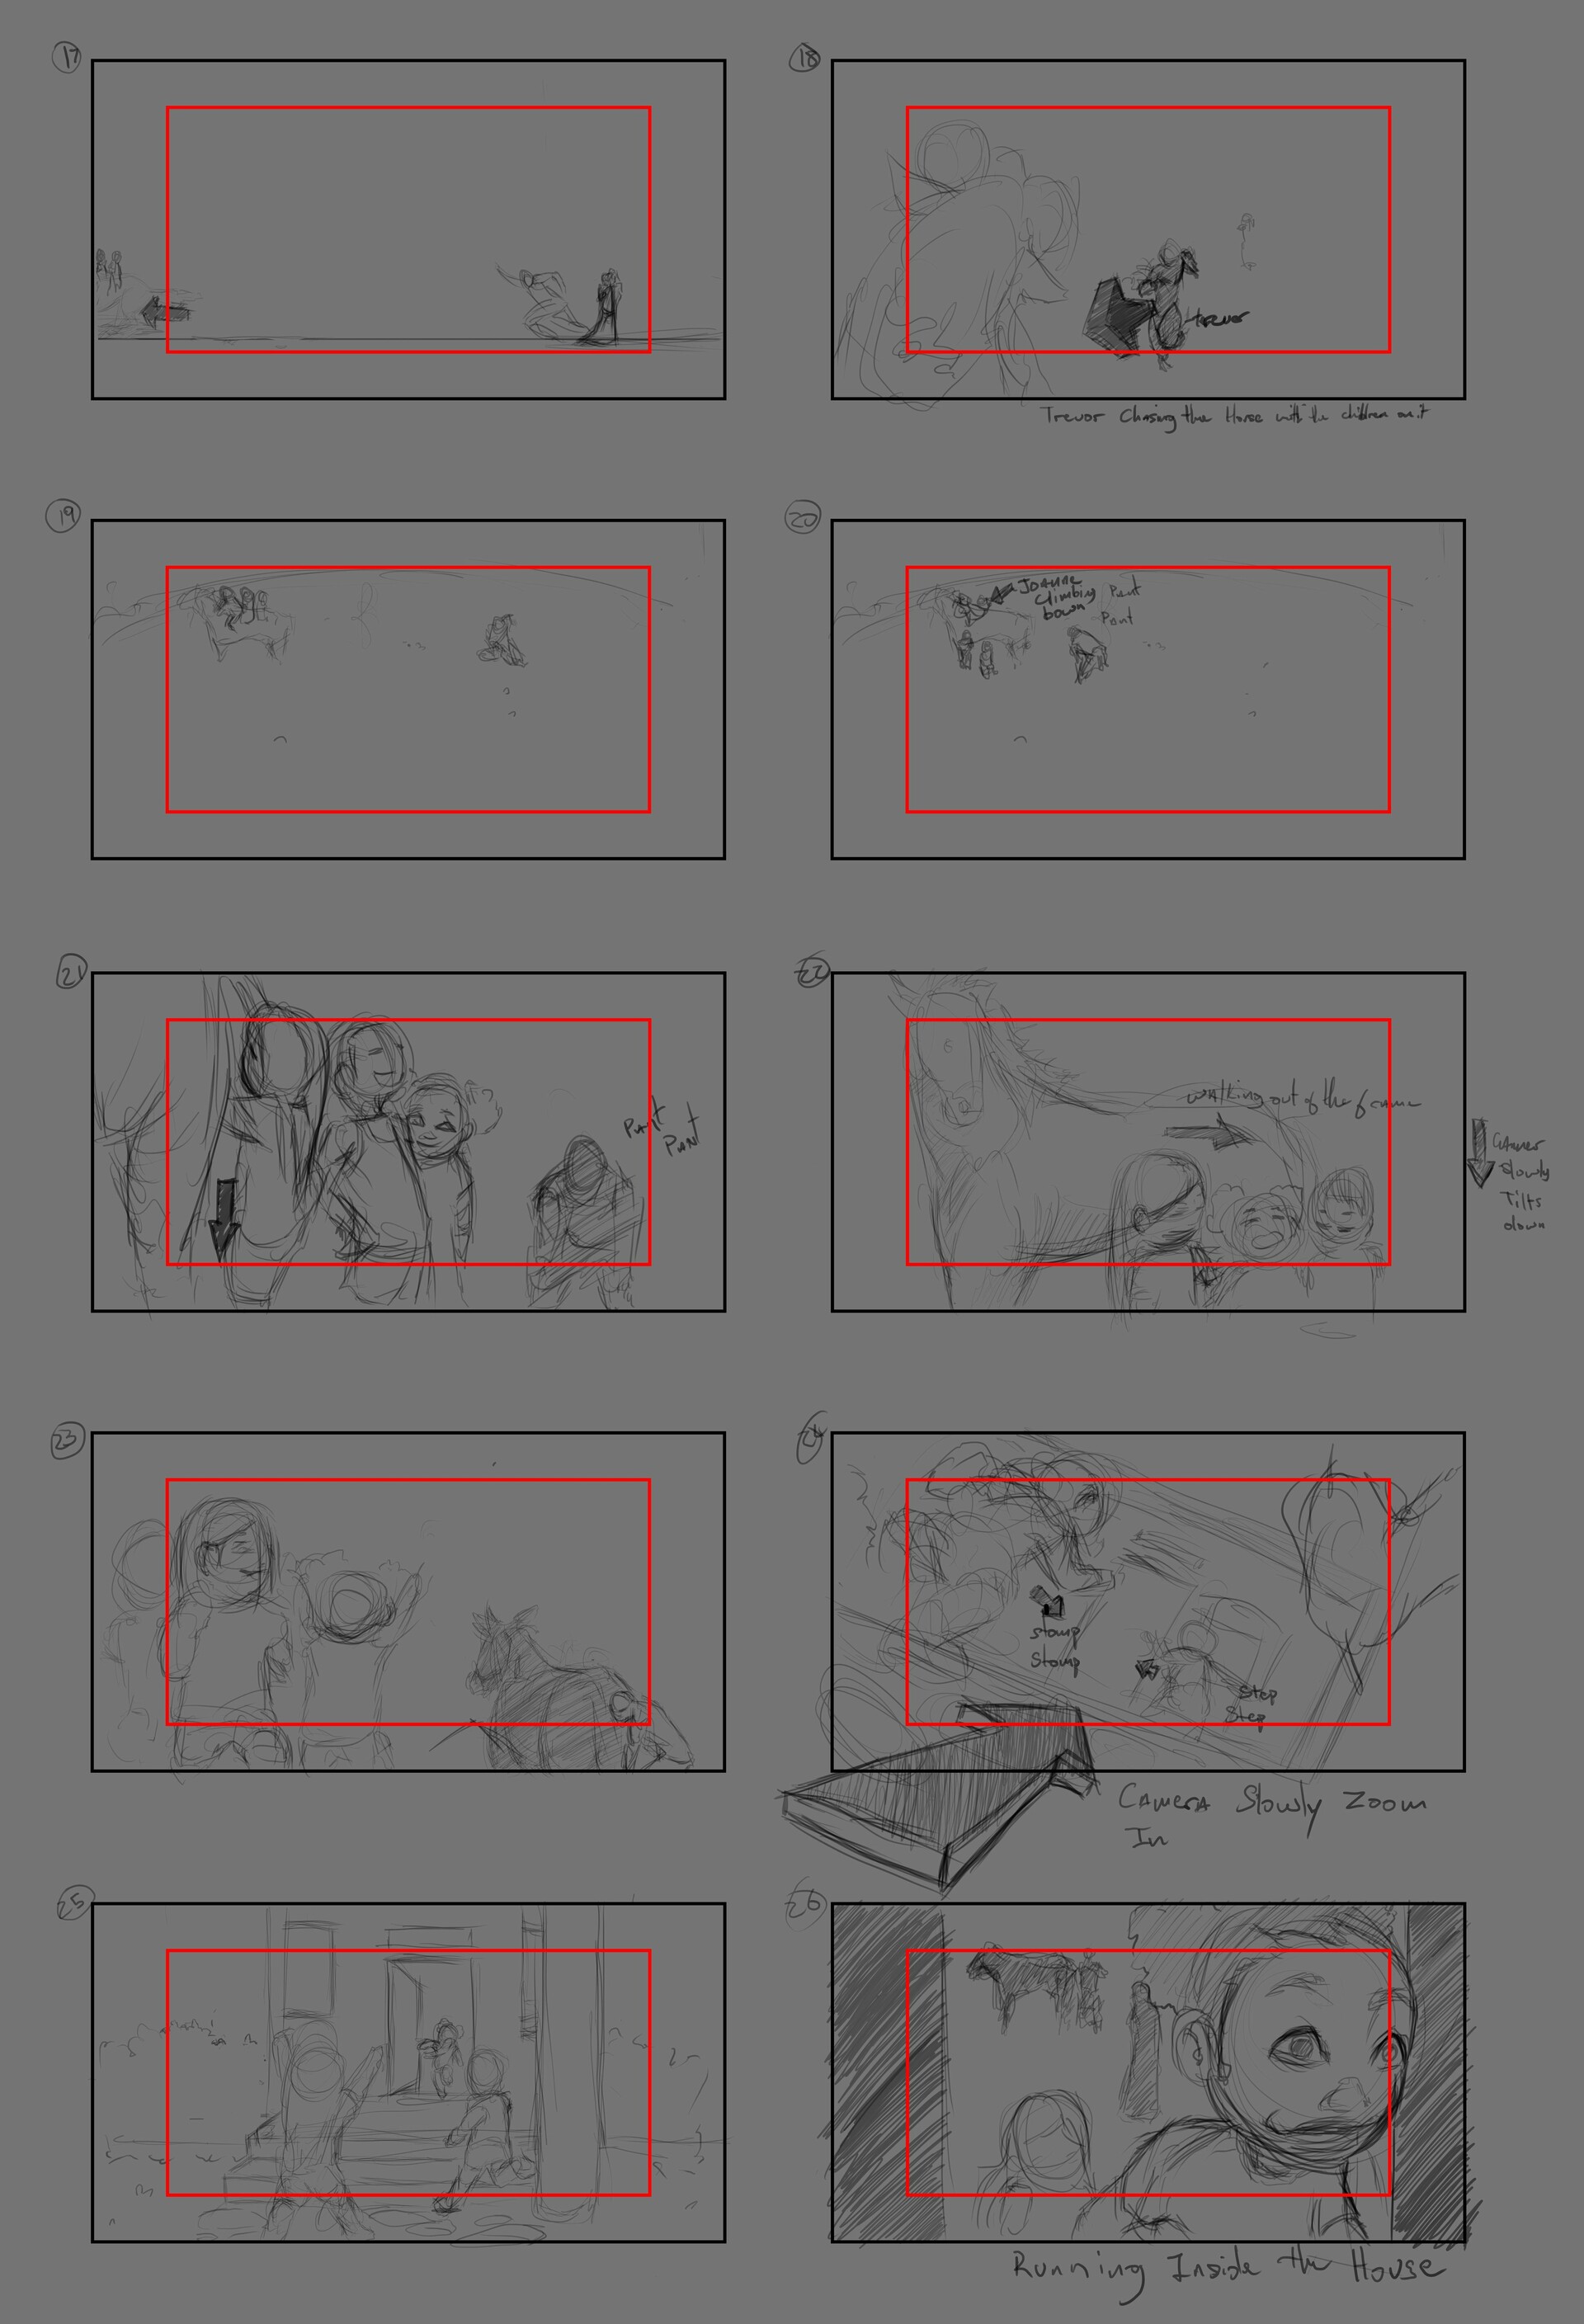 17
18
trevor
Trevor Chasing the Horse with the children on it
19
20
JOANNE
Climbing
bown
Pant
Pant
21
PANT
PANT
22
walking out of the frame
Camera
Slowly
Tilts
down
23
24
stomp
Stomp
Step
Step
CAMERA Slowly Zoom
In
25
26
Running Inside the House